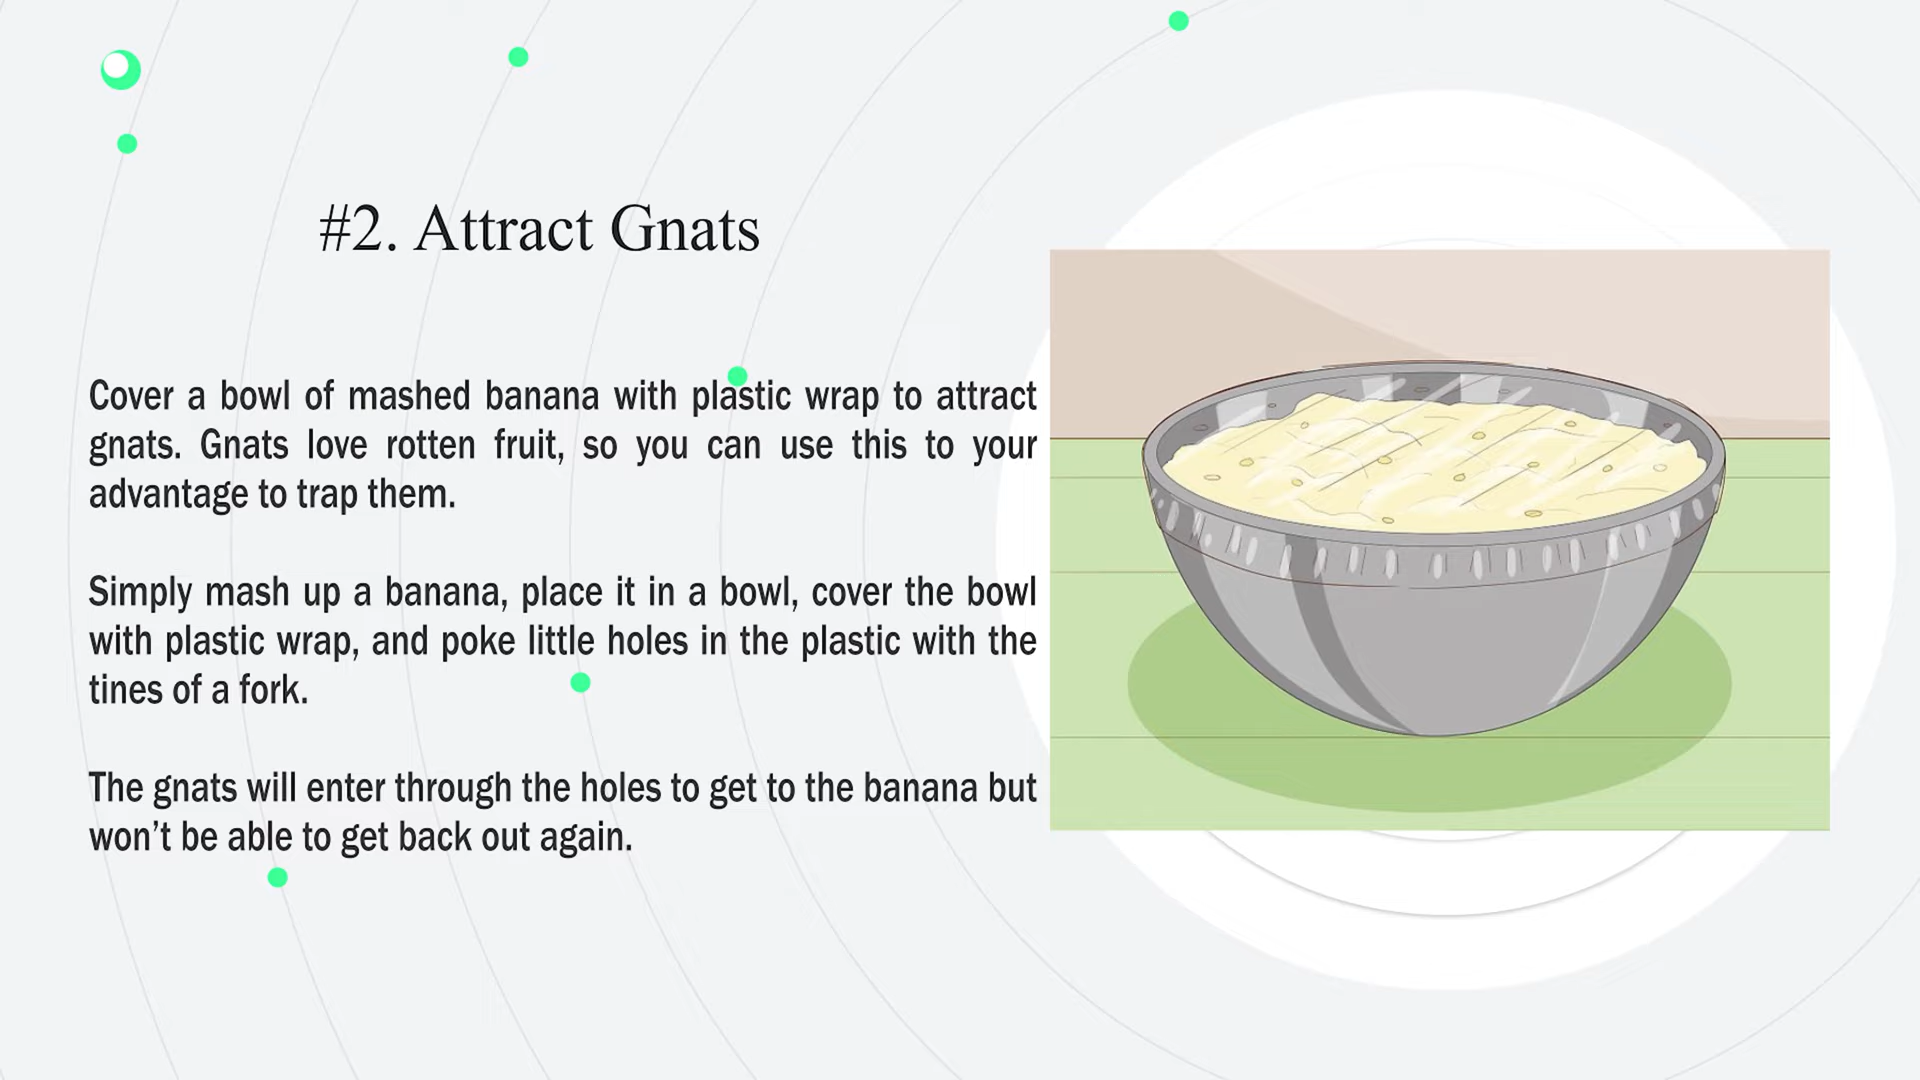 #2. Attract Gnats
Cover a bowl of mashed banana with plastic wrap to attract
gnats. Gnats love rotten fruit, so you can use this to your
advantage to trap them.
Simply mash up a banana, place it in a bowl, cover the bowl
with plastic wrap, and poke little holes in the plastic with the
tines of a fork.
The gnats will enter through the holes to get to the banana but
won’t be able to get back out again.